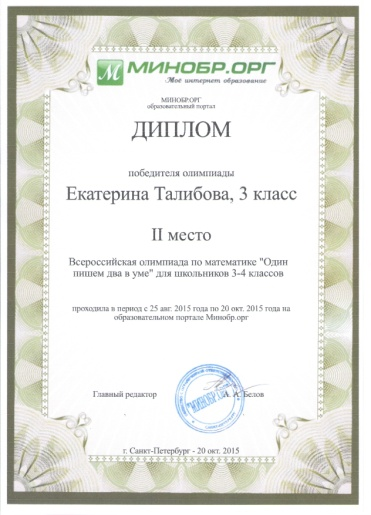 МИНОБР.ОРГ
Мое интернет образование
МИНОБР.ОРГ
образовательный портал
ДИПЛОМ
победителя олимпиады
Екатерина Талибова, 3 класс
II место
Всероссийская олимпиада по математике "Один
пишем два в уме" для школьников 3-4 классов
проходила в период с 25 авг. 2015 года по 20 окт. 2015 года на
образовательном портале Минобр.орг
Главный редактор А. А. Белов
"МИНОБР.ОРГ"
г. Санкт-Петербург - 20 окт. 2015